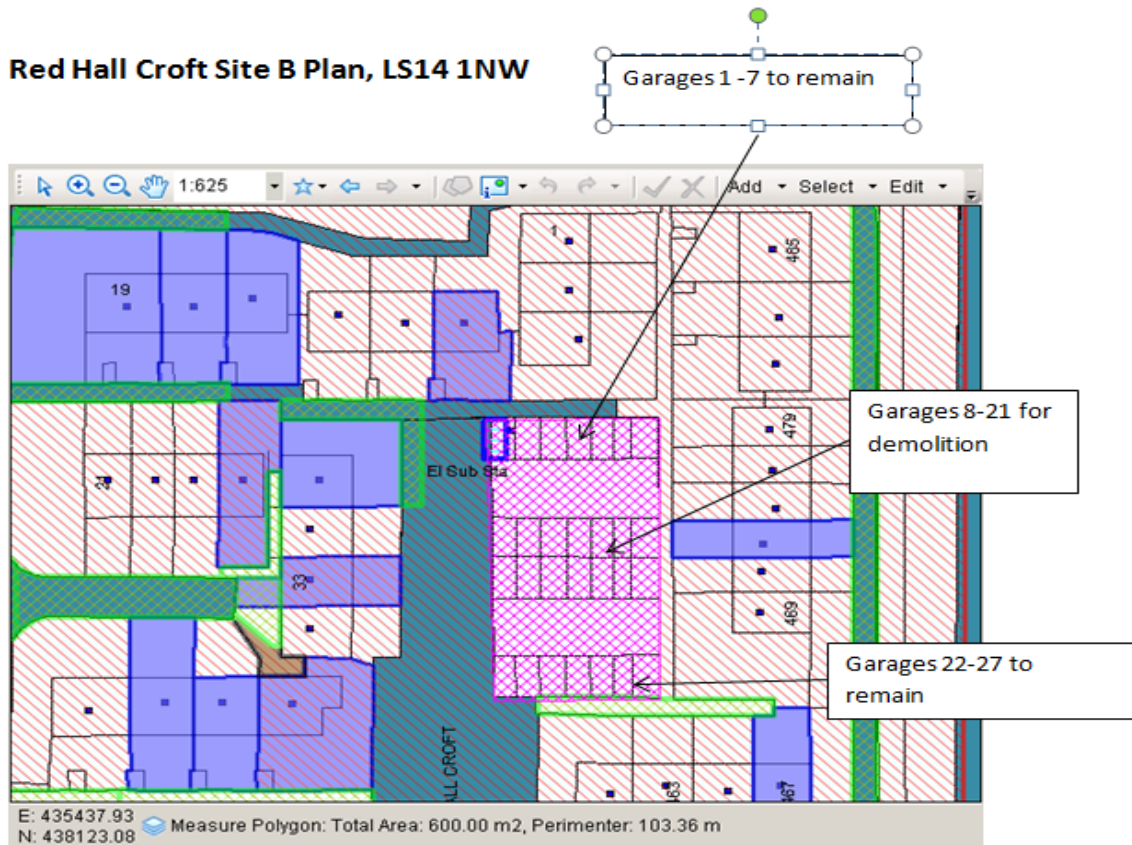 Red Hall Croft Site B Plan, LS14 1NW
Garages 1 -7 to remain
1:625
Add
Select
Edit
1
465
19
Garages 8-21 for
demolition
479
El Sub Sta
21
33
469
Garages 22-27 to
remain
ALL CROFT
463
467
E: 435437.93
N: 438123.08
Measure Polygon: Total Area: 600.00 m2, Perimenter: 103.36 m